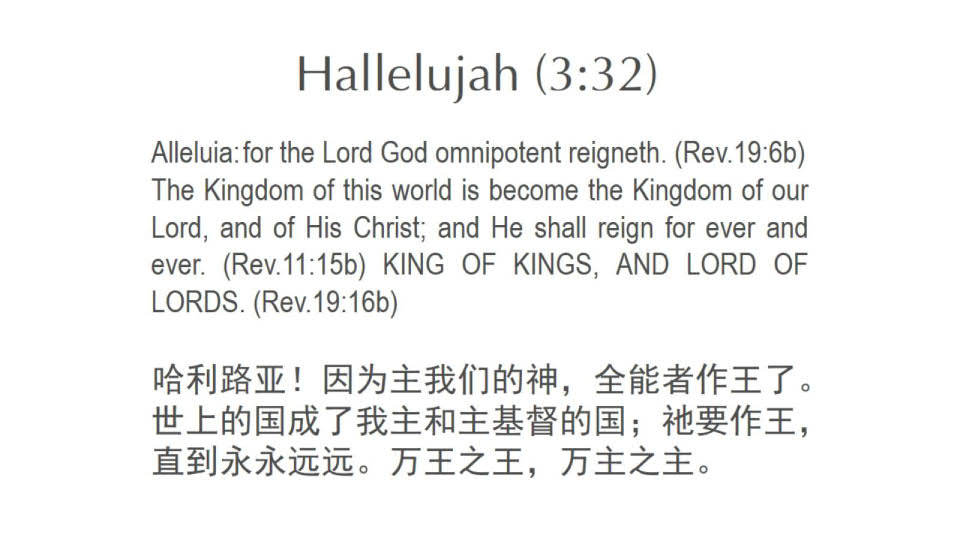 Hallelujah (3:32)
Alleluia: for the Lord God omnipotent reigneth. (Rev.19:6b)
The Kingdom of this world is become the Kingdom of our
Lord, and of His Christ; and He shall reign for ever and
ever. (Rev.11:15b) KING OF KINGS, AND LORD OF
LORDS. (Rev.19:16b)
哈利路亚！因为主我们的神，全能者作王了。
世上的国成了我主和主基督的国；祂要作王，
直到永永远远。万王之王，万主之主。